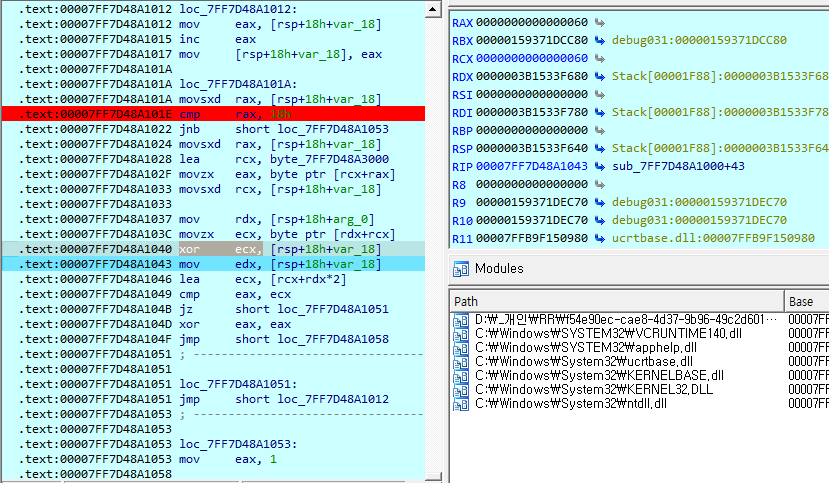 .text:00007FF7D48A1012 loc_7FF7D48A1012:
.text:00007FF7D48A1012 mov eax, [rsp+18h+var_18]
.text:00007FF7D48A1015 inc eax
.text:00007FF7D48A1017 mov [rsp+18h+var_18], eax
.text:00007FF7D48A101A
.text:00007FF7D48A101A loc_7FF7D48A101A:
.text:00007FF7D48A101A movsxd rax, [rsp+18h+var_18]
.text:00007FF7D48A101E cmp rax, 18h
.text:00007FF7D48A1022 jnb short loc_7FF7D48A1053
.text:00007FF7D48A1024 movsxd rax, [rsp+18h+var_18]
.text:00007FF7D48A1028 lea rcx, byte_7FF7D48A3000
.text:00007FF7D48A102F movzx eax, byte ptr [rcx+rax]
.text:00007FF7D48A1033 movsxd rcx, [rsp+18h+var_18]
.text:00007FF7D48A1033
.text:00007FF7D48A1037 mov rdx, [rsp+18h+arg_0]
.text:00007FF7D48A103C movzx ecx, byte ptr [rdx+rcx]
.text:00007FF7D48A1040 xor ecx, [rsp+18h+var_18]
.text:00007FF7D48A1043 mov edx, [rsp+18h+var_18]
.text:00007FF7D48A1046 lea ecx, [rcx+rdx*2]
.text:00007FF7D48A1049 cmp eax, ecx
.text:00007FF7D48A104B jz short loc_7FF7D48A1051
.text:00007FF7D48A104D xor eax, eax
.text:00007FF7D48A104F jmp short loc_7FF7D48A1058
.text:00007FF7D48A1051 ; ---------------------------
.text:00007FF7D48A1051
.text:00007FF7D48A1051 loc_7FF7D48A1051:
.text:00007FF7D48A1051 jmp short loc_7FF7D48A1012
.text:00007FF7D48A1053 ; ---------------------------
.text:00007FF7D48A1053
.text:00007FF7D48A1053 loc_7FF7D48A1053:
.text:00007FF7D48A1053 mov eax, 1
.text:00007FF7D48A1058
RAX 0000000000000060
RBX 00000159371DCC80 debug031:00000159371DCC80
RCX 0000000000000060
RDX 0000003B1533F680 Stack[00001F88]:0000003B1533F68
RSI 0000000000000000
RDI 0000003B1533F780 Stack[00001F88]:0000003B1533F78
RBP 0000000000000000
RSP 0000003B1533F640 Stack[00001F88]:0000003B1533F64
RIP 00007FF7D48A1043 sub_7FF7D48A1000+43
R8 0000000000000000
R9 00000159371DEC70 debug031:00000159371DEC70
R10 00000159371DEC70 debug031:00000159371DEC70
R11 00007FFB9F150980 ucrtbase.dll:00007FFB9F150980
Modules
Path Base
D:₩_개인₩RR₩f54e90ec-cae8-4d37-9b96-49c2d601··· 00007FF
C:₩Windows₩SYSTEM32₩VCRUNTIME140.dll 00007FF
C:₩Windows₩SYSTEM32₩apphelp.dll 00007FF
C:₩Windows₩System32₩ucrtbase.dll 00007FF
C:₩Windows₩System32₩KERNELBASE.dll 00007FF
C:₩Windows₩System32₩KERNEL32.DLL 00007FF
C:₩Windows₩System32₩ntdll.dll 00007FF